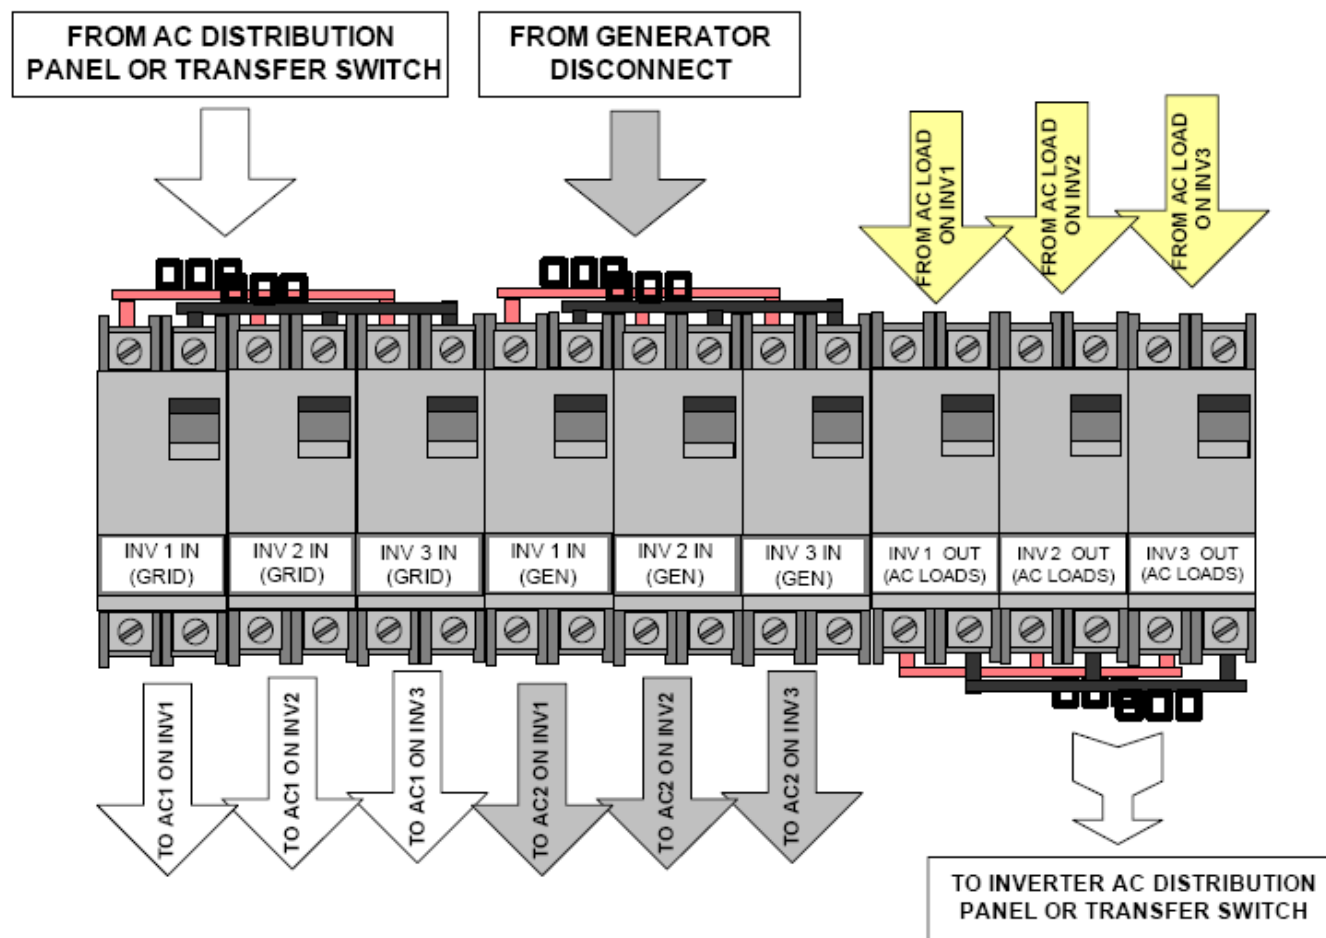 FROM AC DISTRIBUTION
PANEL OR TRANSFER SWITCH
FROM GENERATOR
DISCONNECT
FROM AC LOAD
ON INV1
FROM AC LOAD
ON INV2
FROM AC LOAD
ON INV3
INV 1 IN
(GRID)
INV 2 IN
(GRID)
INV 3 IN
(GRID)
INV 1 IN
(GEN)
INV 2 IN
(GEN)
INV 3 IN
(GEN)
INV 1 OUT
(AC LOADS)
INV 2 OUT
(AC LOADS)
INV 3 OUT
(AC LOADS)
TO AC1 ON INV1
TO AC1 ON INV2
TO AC1 ON INV3
TO AC2 ON INV1
TO AC2 ON INV2
TO AC2 ON INV3
TO INVERTER AC DISTRIBUTION
PANEL OR TRANSFER SWITCH